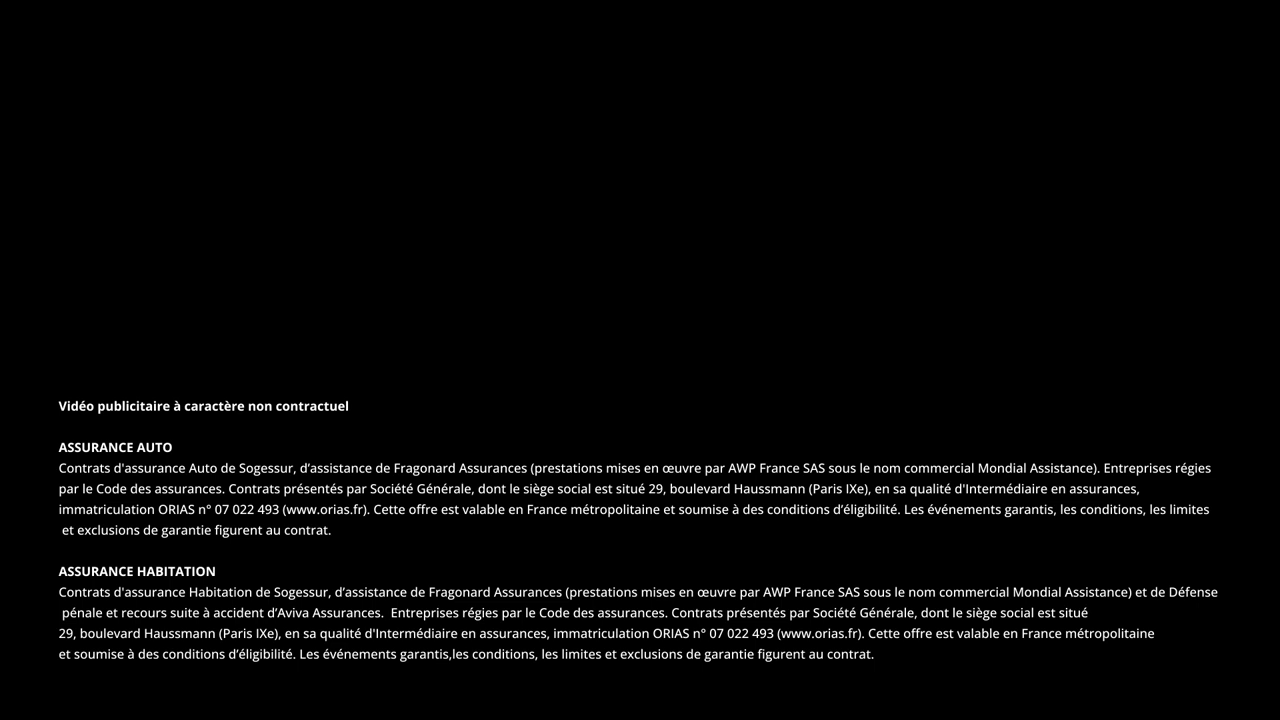 Vidéo publicitaire à caractère non contractuel
ASSURANCE AUTO
Contrats d'assurance Auto de Sogessur, d’assistance de Fragonard Assurances (prestations mises en œuvre par AWP France SAS sous le nom commercial Mondial Assistance). Entreprises régies
par le Code des assurances. Contrats présentés par Société Générale, dont le siège social est situé 29, boulevard Haussmann (Paris IXe), en sa qualité d'Intermédiaire en assurances,
immatriculation ORIAS n° 07 022 493 (www.orias.fr). Cette offre est valable en France métropolitaine et soumise à des conditions d’éligibilité. Les événements garantis, les conditions, les limites
et exclusions de garantie figurent au contrat.
ASSURANCE HABITATION
Contrats d'assurance Habitation de Sogessur, d’assistance de Fragonard Assurances (prestations mises en œuvre par AWP France SAS sous le nom commercial Mondial Assistance) et de Défense
pénale et recours suite à accident d’Aviva Assurances.  Entreprises régies par le Code des assurances. Contrats présentés par Société Générale, dont le siège social est situé
29, boulevard Haussmann (Paris IXe), en sa qualité d'Intermédiaire en assurances, immatriculation ORIAS n° 07 022 493 (www.orias.fr). Cette offre est valable en France métropolitaine
et soumise à des conditions d’éligibilité. Les événements garantis,les conditions, les limites et exclusions de garantie figurent au contrat.